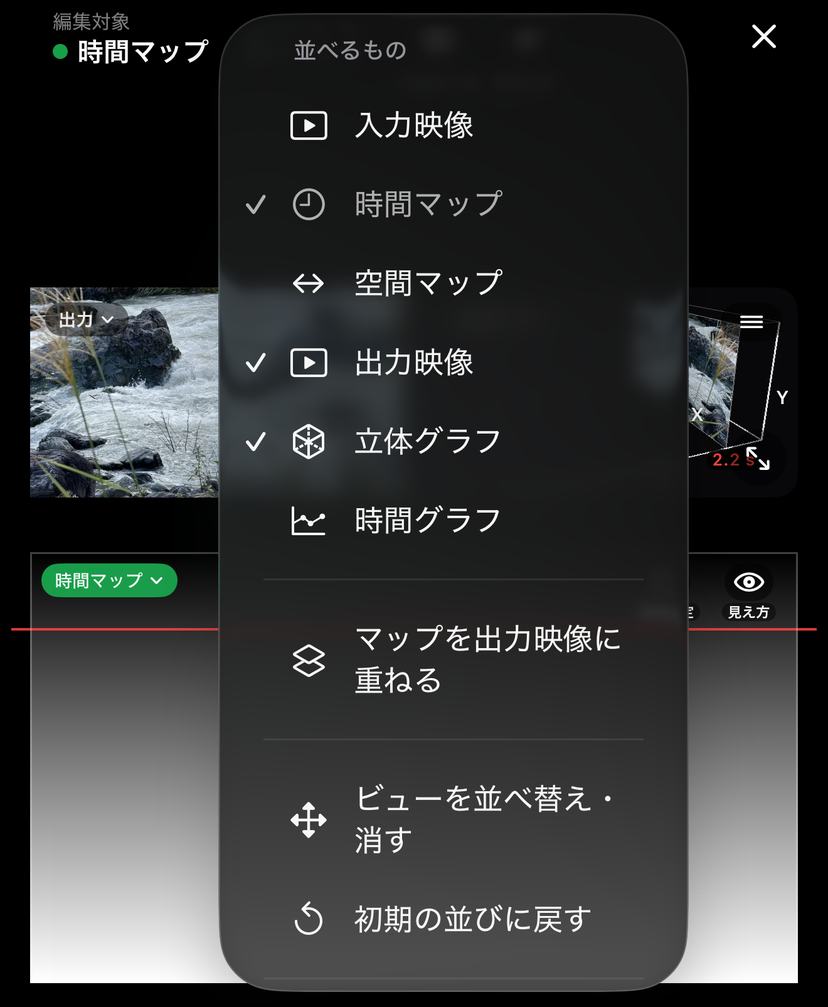 編集対象
時間マップ
並べるもの
入力映像
時間マップ
空間マップ
出力
出力映像
Y
X
立体グラフ
2.2 s
時間グラフ
時間マップ
定
見え方
マップを出力映像に
重ねる
ビューを並べ替え・
消す
初期の並びに戻す